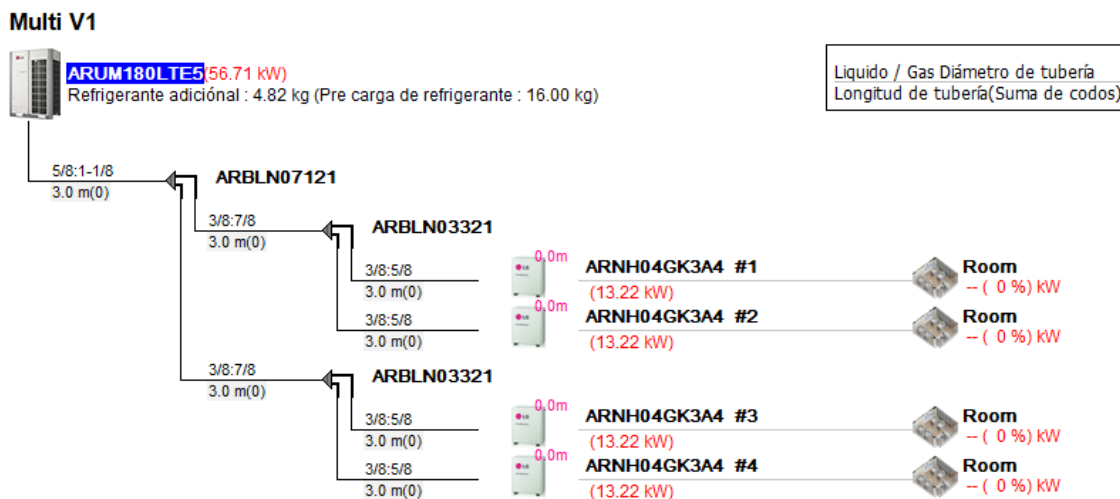 Multi V1
ARUM180LTE5(56.71 kW)
Refrigerante adiciónal : 4.82 kg (Pre carga de refrigerante : 16.00 kg)
Liquido / Gas Diámetro de tubería
Longitud de tubería(Suma de codos)
5/8:1-1/8
3.0 m(0)
ARBLN07121
3/8:7/8
3.0 m(0)
ARBLN03321
3/8:5/8
3.0 m(0)
0.0m
ARNH04GK3A4 #1
(13.22 kW)
Room
-- ( 0 %) kW
3/8:5/8
3.0 m(0)
0.0m
ARNH04GK3A4 #2
(13.22 kW)
Room
-- ( 0 %) kW
3/8:7/8
3.0 m(0)
ARBLN03321
3/8:5/8
3.0 m(0)
0.0m
ARNH04GK3A4 #3
(13.22 kW)
Room
-- ( 0 %) kW
3/8:5/8
3.0 m(0)
0.0m
ARNH04GK3A4 #4
(13.22 kW)
Room
-- ( 0 %) kW